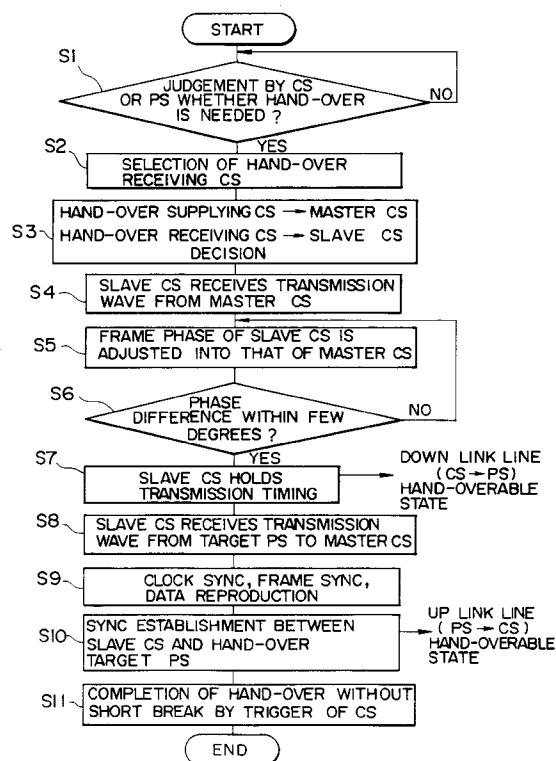 START
S1
JUDGEMENT BY CS
OR PS WHETHER HAND-OVER
IS NEEDED ?
NO
YES
S2
SELECTION OF HAND-OVER
RECEIVING CS
S3
HAND-OVER SUPPLYING CS → MASTER CS
HAND-OVER RECEIVING CS → SLAVE CS
DECISION
S4
SLAVE CS RECEIVES TRANSMISSION
WAVE FROM MASTER CS
S5
FRAME PHASE OF SLAVE CS IS
ADJUSTED INTO THAT OF MASTER CS
S6
PHASE
DIFFERENCE WITHIN FEW
DEGREES ?
NO
YES
S7
SLAVE CS HOLDS
TRANSMISSION TIMING
DOWN LINK LINE
(CS → PS)
HAND-OVERABLE
STATE
S8
SLAVE CS RECEIVES TRANSMISSION
WAVE FROM TARGET PS TO MASTER CS
S9
CLOCK SYNC, FRAME SYNC,
DATA REPRODUCTION
S10
SYNC ESTABLISHMENT BETWEEN
SLAVE CS AND HAND-OVER
TARGET PS
UP LINK LINE
( PS → CS)
HAND-OVERABLE
STATE
S11
COMPLETION OF HAND-OVER WITHOUT
SHORT BREAK BY TRIGGER OF CS
END